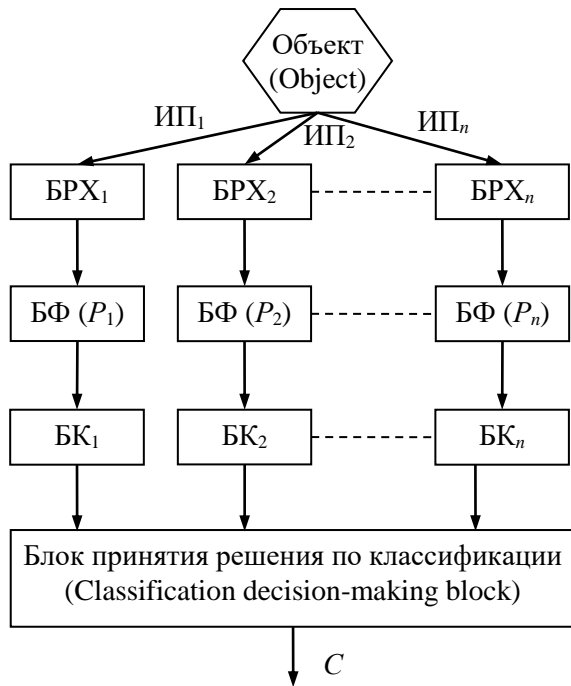 Объект
(Object)
ИП1
ИП2
ИПn
БРХ1
БРХ2
БРХn
БФ (P1)
БФ (P2)
БФ (Pn)
БК1
БК2
БКn
Блок принятия решения по классификации
(Classification decision-making block)
C